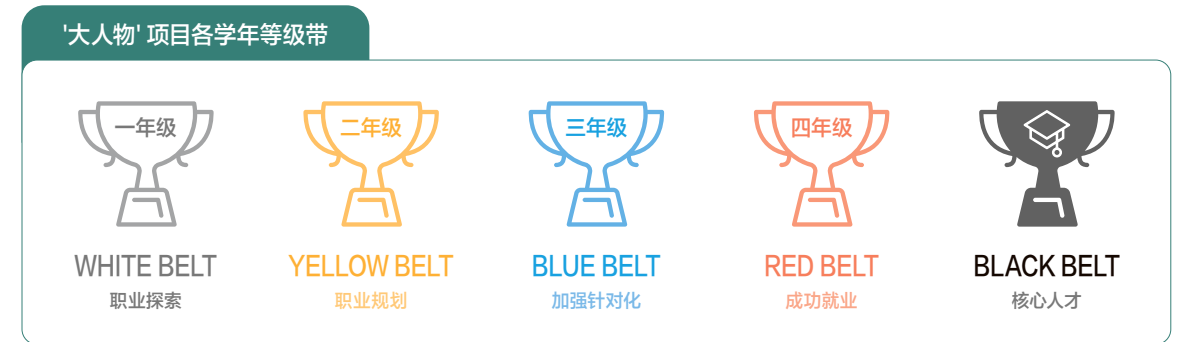 '大人物' 项目各学年等级带
一年级
二年级
三年级
四年级
WHITE BELT
YELLOW BELT
BLUE BELT
RED BELT
BLACK BELT
职业探索
职业规划
加强针对化
成功就业
核心人才